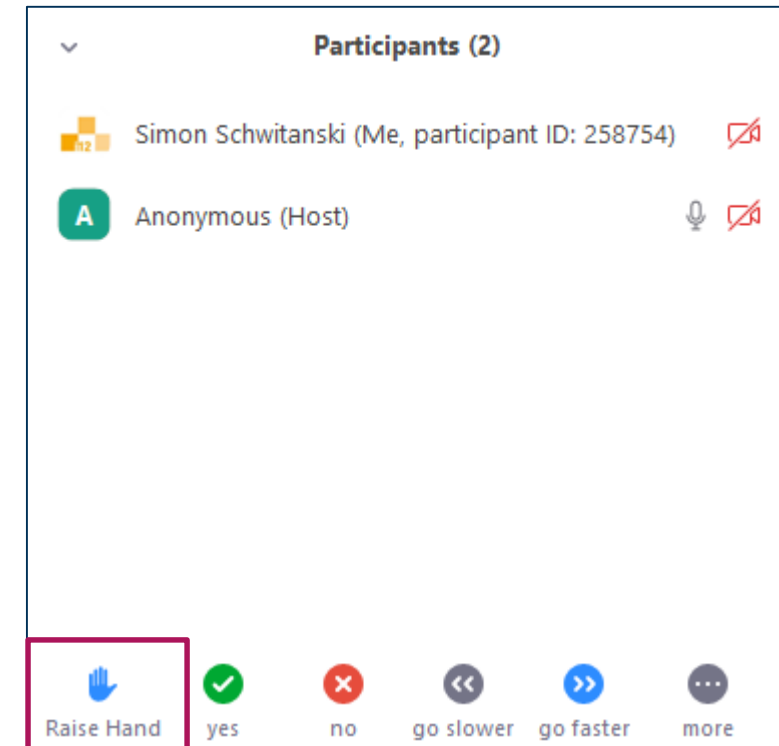 Participants (2)
12
Simon Schwitanski (Me, participant ID: 258754)
A
Anonymous (Host)
Raise Hand yes no go slower go faster more